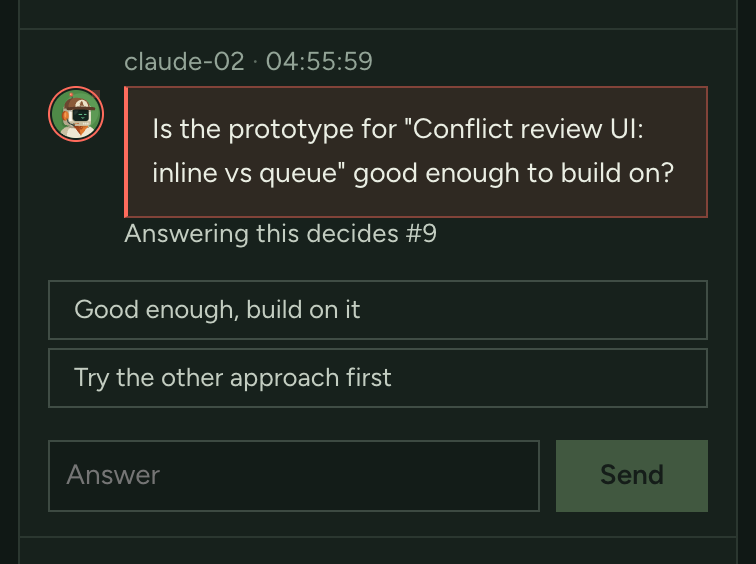 claude-02 · 04:55:59
Is the prototype for "Conflict review UI:
inline vs queue" good enough to build on?
Answering this decides #9
Good enough, build on it
Try the other approach first
Answer
Send